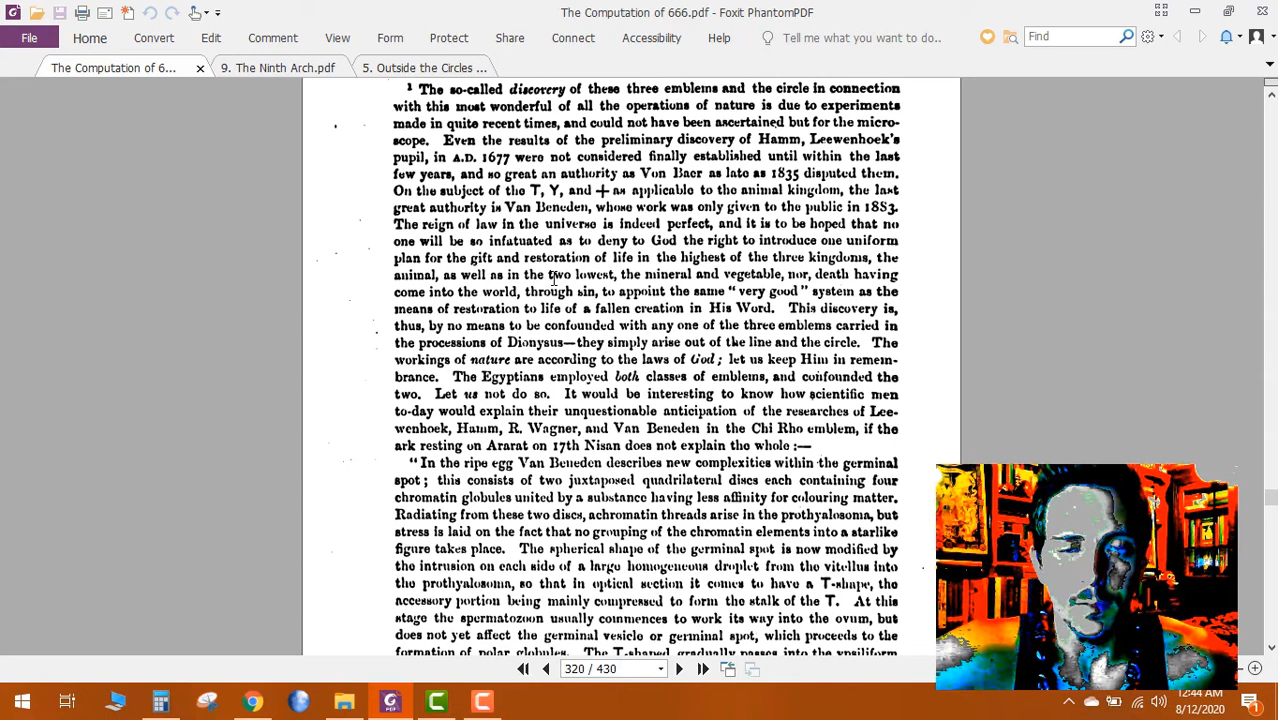 The Computation of 666.pdf - Foxit PhantomPDF
File Home Convert Edit Comment View Form Protect Share Connect Accessibility Help Tell me what you want to do.. Find
The Computation of 6... 9. The Ninth Arch.pdf 5. Outside the Circles ...
1 The so-called discovery of these three emblems and the circle in connection
with this most wonderful of all the operations of nature is due to experiments
made in quite recent times, and could not have been ascertained but for the micro-
scope. Even the results of the preliminary discovery of Hamm, Leewenhoek's
pupil, in A.D. 1677 were not considered finally established until within the last
few years, and so great an authority as Von Baer as late as 1835 disputed them.
On the subject of the T, Y, and + as applicable to the animal kingdom, the last
great authority is Van Beneden, whose work was only given to the public in 1883.
The reign of law in the universe is indeed perfect, and it is to be hoped that no
one will be so infatuated as to deny to God the right to introduce one uniform
plan for the gift and restoration of life in the highest of the three kingdoms, the
animal, as well as in the two lowest, the mineral and vegetable, nor, death having
come into the world, through sin, to appoint the same "very good" system as the
means of restoration to life of a fallen creation in His Word. This discovery is,
thus, by no means to be confounded with any one of the three emblems carried in
the processions of Dionysus—they simply arise out of the line and the circle. The
workings of nature are according to the laws of God; let us keep Him in remem-
brance. The Egyptians employed both classes of emblems, and confounded the
two. Let us not do so. It would be interesting to know how scientific men
to-day would explain their unquestionable anticipation of the researches of Lee-
wenhoek, Hamm, R. Wagner, and Van Beneden in the Chi Rho emblem, if the
ark resting on Ararat on 17th Nisan does not explain the whole :—
"In the ripe egg Van Beneden describes new complexities within the germinal
spot; this consists of two juxtaposed quadrilateral discs each containing four
chromatin globules united by a substance having less affinity for colouring matter.
Radiating from these two discs, achromatin threads arise in the prothyalosoma, but
stress is laid on the fact that no grouping of the chromatin elements into a starlike
figure takes place. The spherical shape of the germinal spot is now modified by
the intrusion on each side of a large homogeneous droplet from the vitellus into
the prothyalosoma, so that in optical section it comes to have a T-shape, the
accessory portion being mainly compressed to form the stalk of the T. At this
stage the spermatozoon usually commences to work its way into the ovum, but
does not yet affect the germinal vesicle or germinal spot, which proceeds to the
formation of polar globules. The T-shaped gradually passes into the ypsiliform
320 / 430
12:44 AM
8/12/2020